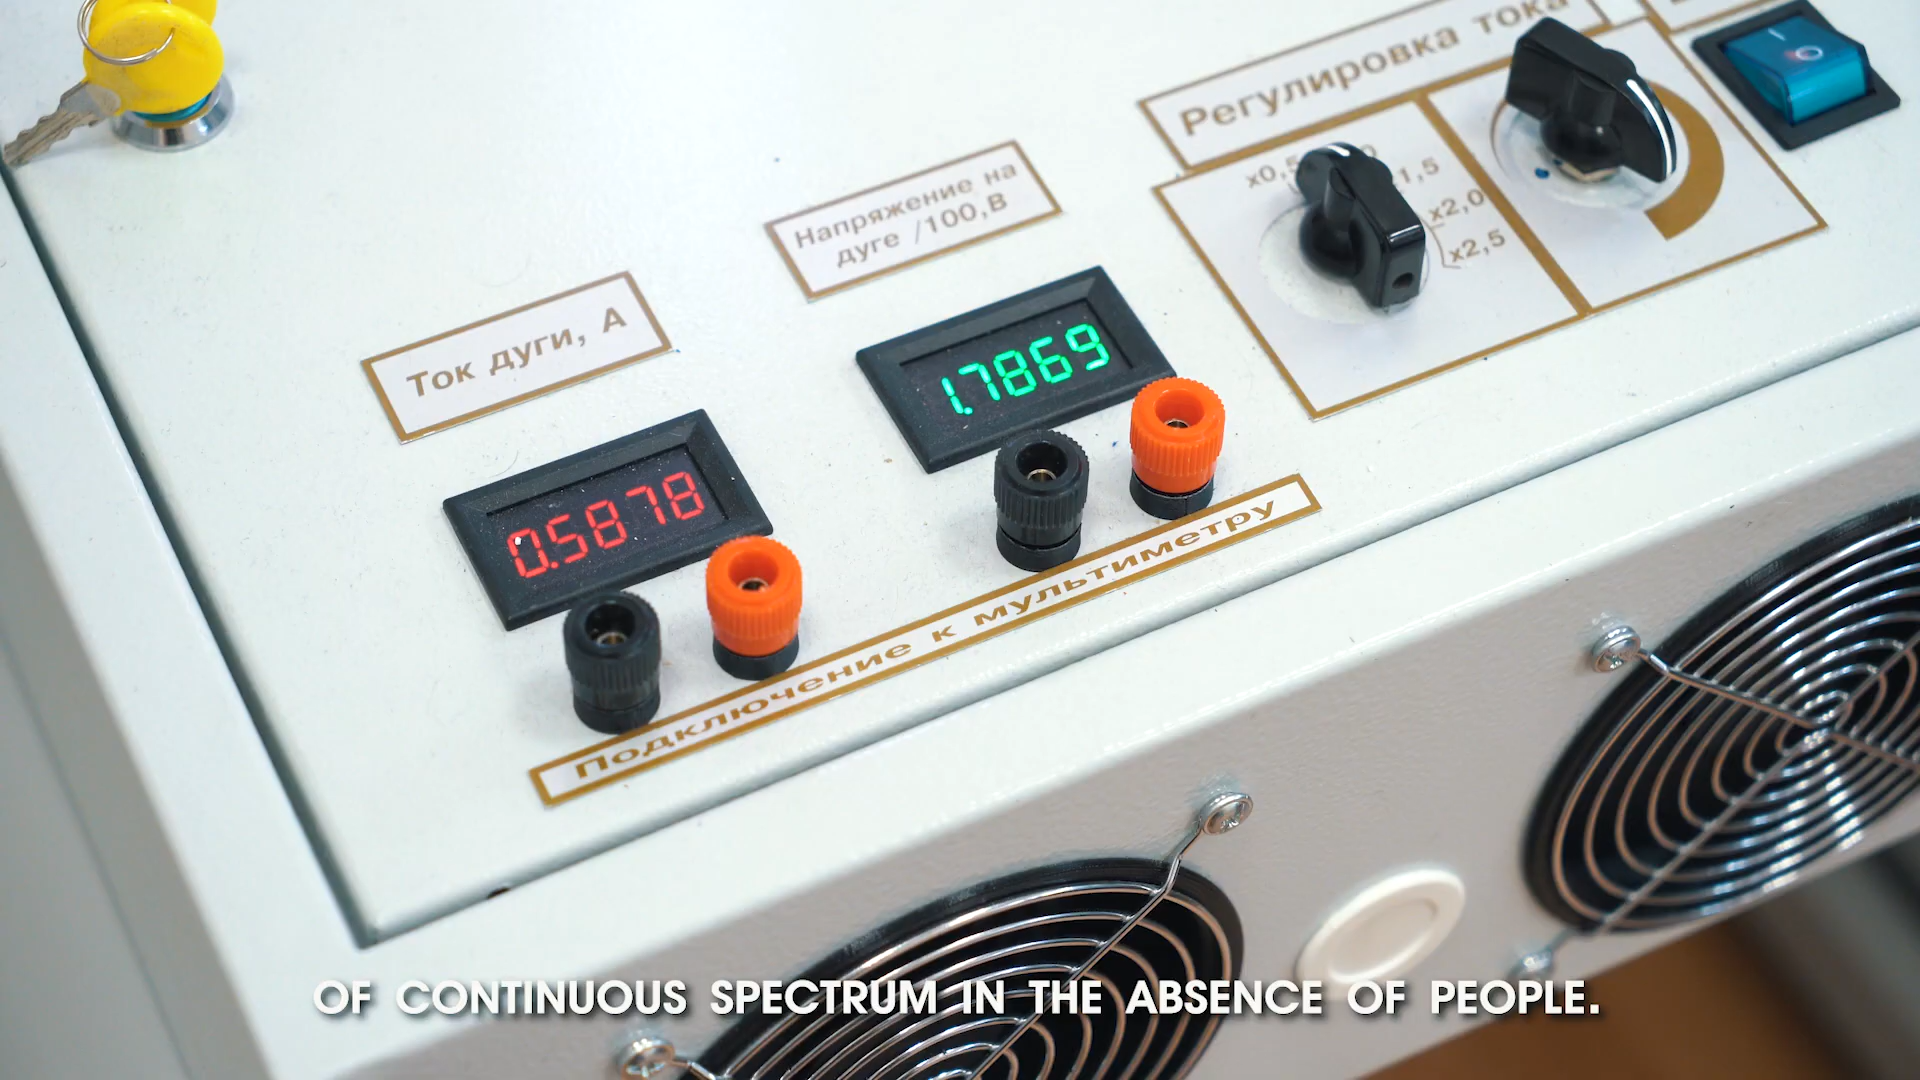 Регулировка тока
x0,5
x1,5
x2,0
x2,5
Напряжение на
дуге /100,В
1.7869
Ток дуги, А
0.5878
Подключение к мультиметру
OF CONTINUOUS SPECTRUM IN THE ABSENCE OF PEOPLE.